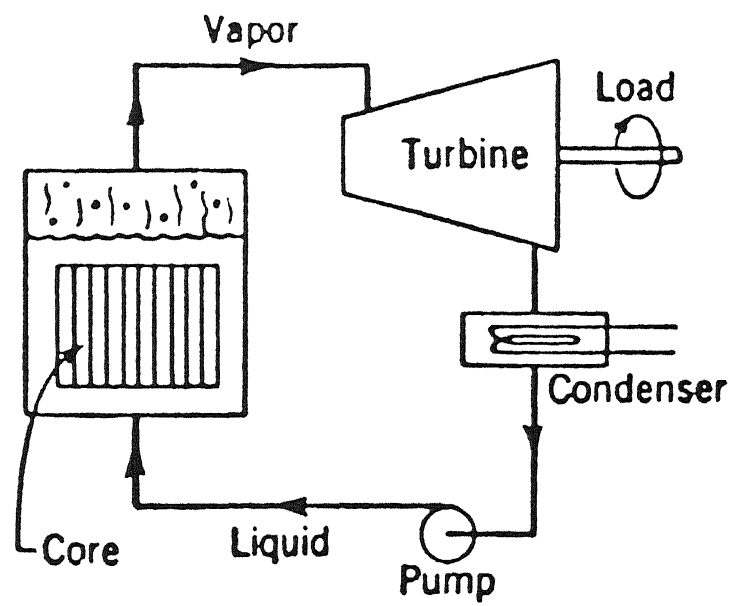 Vapor
Load
Turbine
Condenser
Core
Liquid
Pump